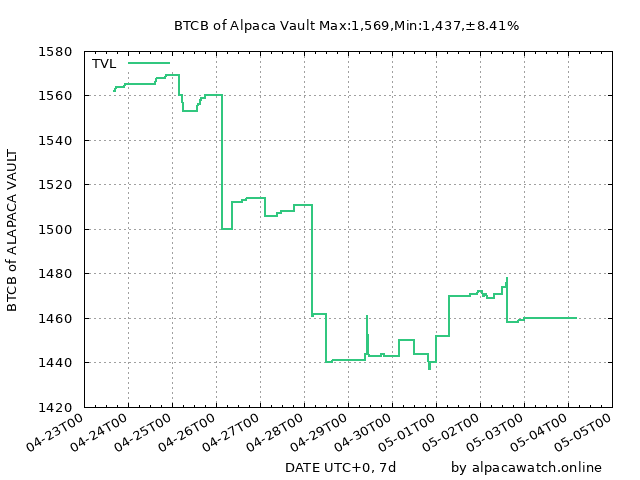 BTCB of Alpaca Vault Max:1,569,Min:1,437,±8.41%
TVL
1580
1560
1540
1520
1500
1480
1460
1440
1420
BTCB of ALAPACA VAULT
04-23T00
04-24T00
04-25T00
04-26T00
04-27T00
04-28T00
04-29T00
04-30T00
05-01T00
05-02T00
05-03T00
05-04T00
05-05T00
DATE UTC+0, 7d
by alpacawatch.online